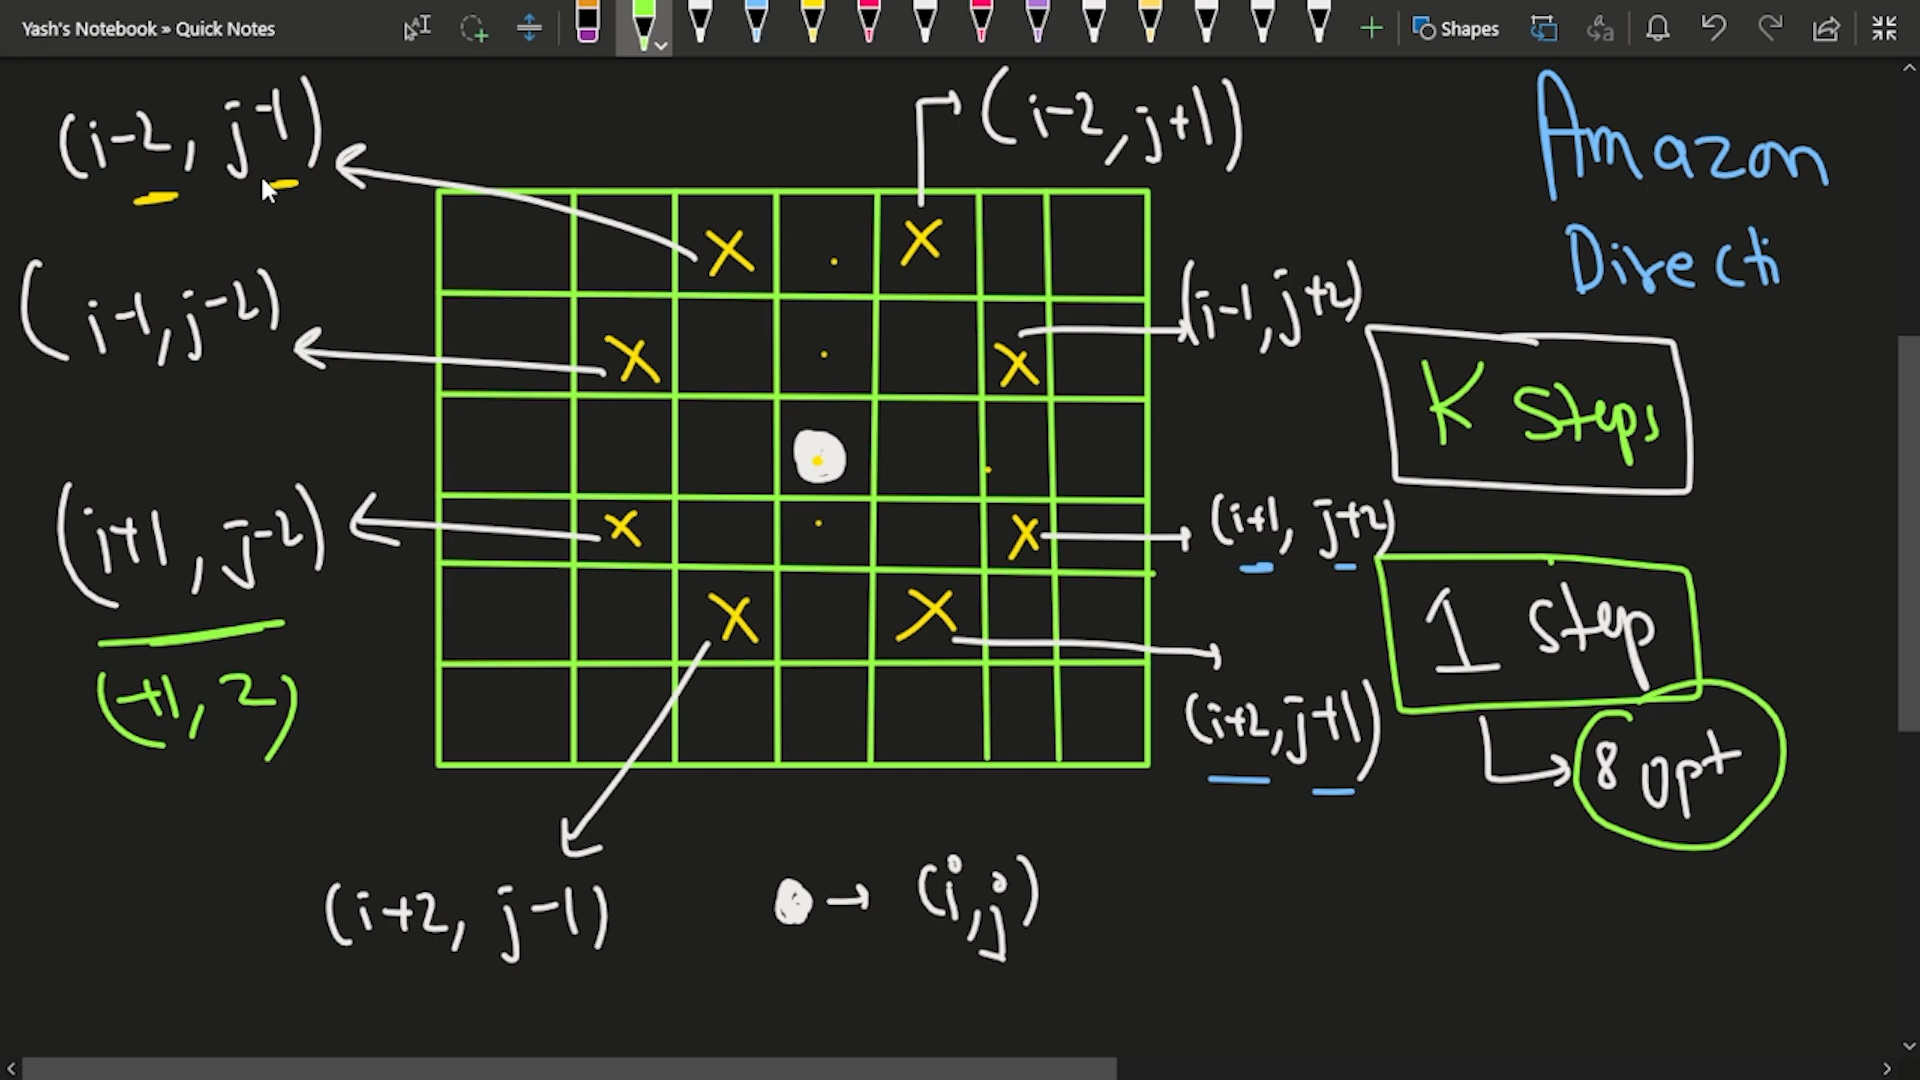 Yash's Notebook » Quick Notes
Shapes
(i-2, j-1)
(i-2, j+1)
Amazon
Directi
(i-1, j-2)
(i-1, j+2)
K Steps
(i+1, j-2)
(i+1, j+2)
1 step
(+1, 2)
(i+2, j+1)
8 opt
(i+2, j-1)
(i, j)